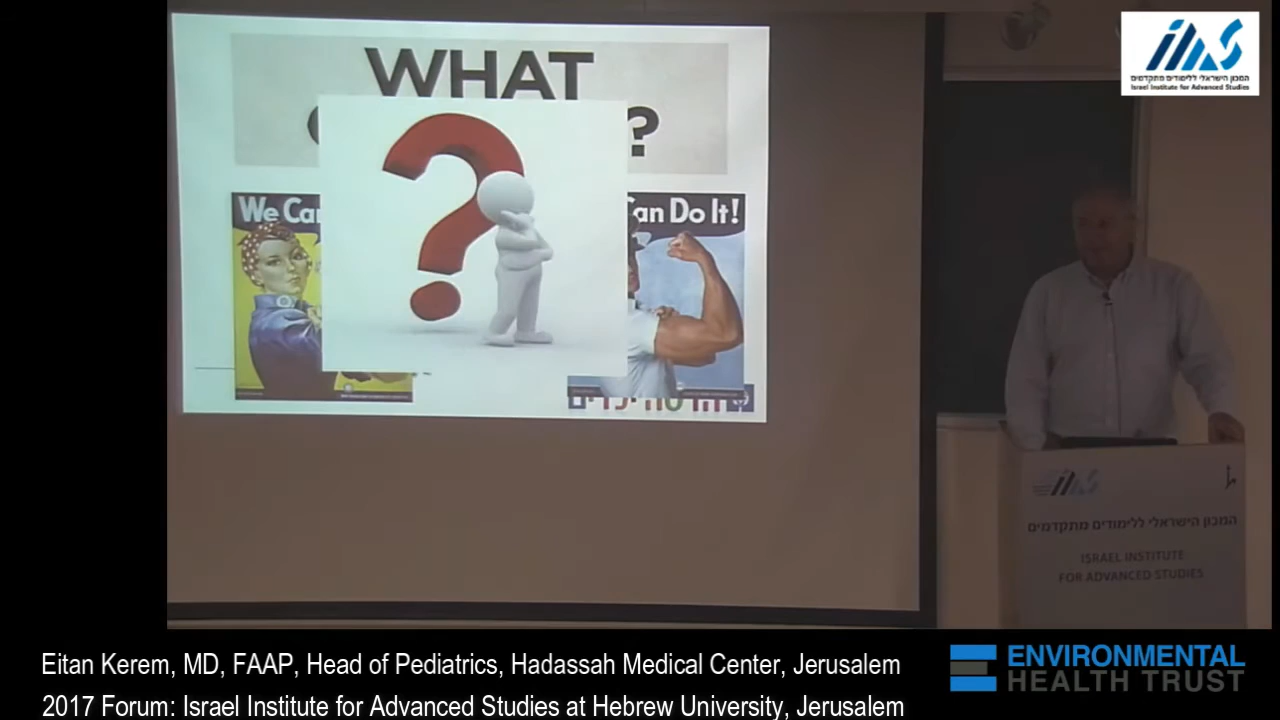 WHAT
?
We Ca
an Do It!
המכון הישראלי ללימודים מתקדמים
Israel Institute for Advanced Studies
המכון הישראלי ללימודים מתקדמים
ISRAEL INSTITUTE
FOR ADVANCED STUDIES
Eitan Kerem, MD, FAAP, Head of Pediatrics, Hadassah Medical Center, Jerusalem
2017 Forum: Israel Institute for Advanced Studies at Hebrew University, Jerusalem
ENVIRONMENTAL
HEALTH TRUST